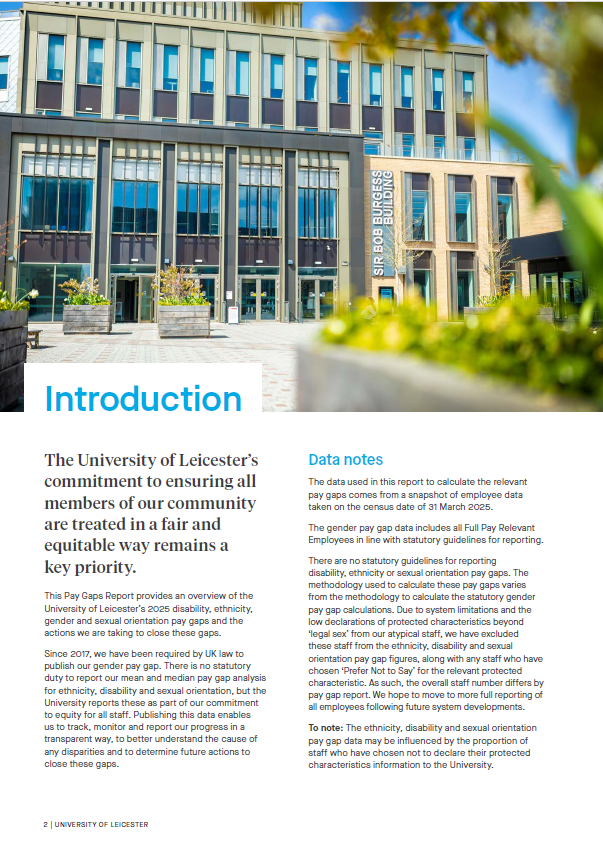 SIR BOB BURGESS
BUILDING
Introduction
The University of Leicester's
commitment to ensuring all
members of our community
are treated in a fair and
equitable way remains a
key priority.
This Pay Gaps Report provides an overview of the
University of Leicester's 2025 disability, ethnicity,
gender and sexual orientation pay gaps and the
actions we are taking to close these gaps.
Since 2017, we have been required by UK law to
publish our gender pay gap. There is no statutory
duty to report our mean and median pay gap analysis
for ethnicity, disability and sexual orientation, but the
University reports these as part of our commitment
to equity for all staff. Publishing this data enables
us to track, monitor and report our progress in a
transparent way, to better understand the cause of
any disparities and to determine future actions to
close these gaps.
Data notes
The data used in this report to calculate the relevant
pay gaps comes from a snapshot of employee data
taken on the census date of 31 March 2025.
The gender pay gap data includes all Full Pay Relevant
Employees in line with statutory guidelines for reporting.
There are no statutory guidelines for reporting
disability, ethnicity or sexual orientation pay gaps. The
methodology used to calculate these pay gaps varies
from the methodology to calculate the statutory gender
pay gap calculations. Due to system limitations and the
low declarations of protected characteristics beyond
'legal sex' from our atypical staff, we have excluded
these staff from the ethnicity, disability and sexual
orientation pay gap figures, along with any staff who have
chosen 'Prefer Not to Say' for the relevant protected
characteristic. As such, the overall staff number differs by
pay gap report. We hope to move to more full reporting of
all employees following future system developments.
To note: The ethnicity, disability and sexual orientation
pay gap data may be influenced by the proportion of
staff who have chosen not to declare their protected
characteristics information to the University.
2 | UNIVERSITY OF LEICESTER